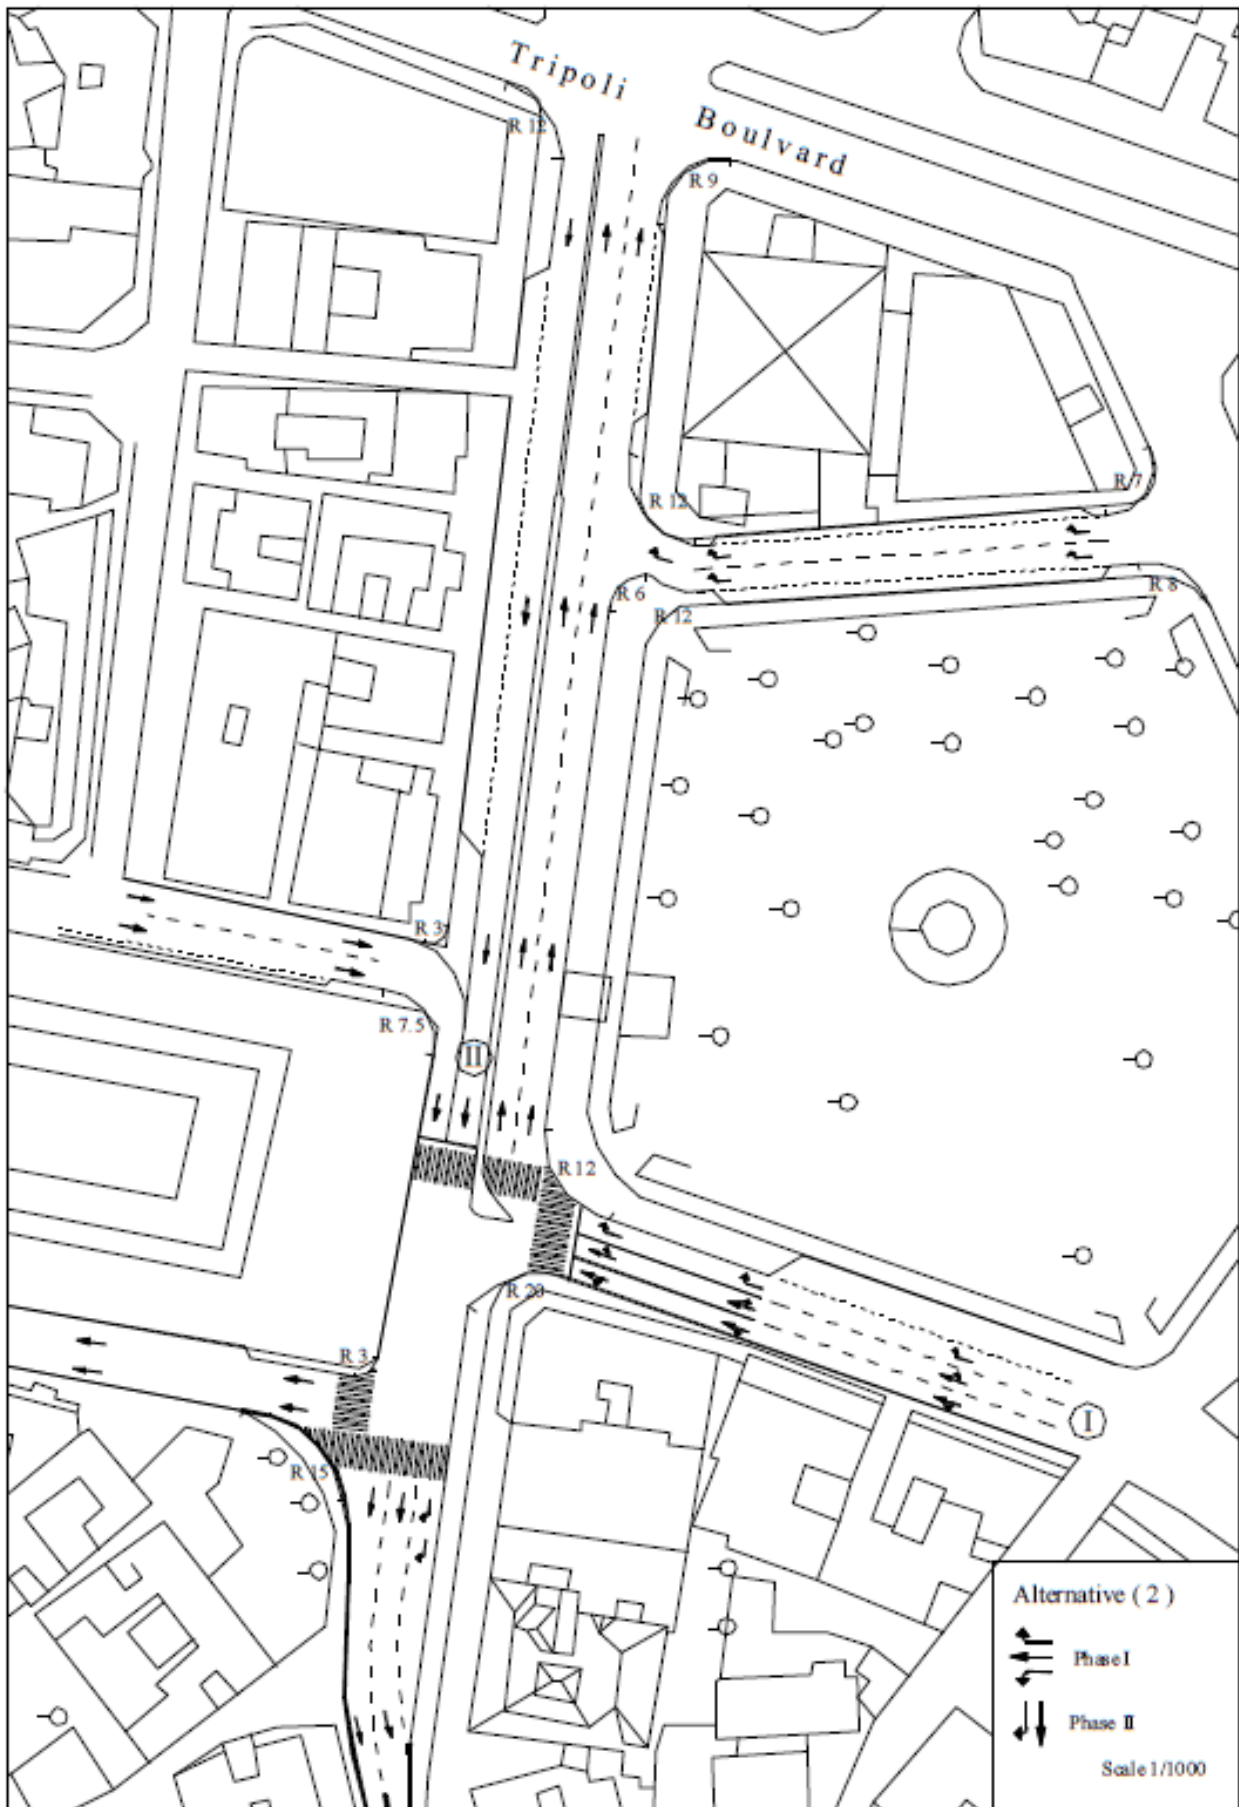 Tripoli
Boulvard
R 12
R 9
R 7
R 12
R 6
R 12
R 8
R 3
R 7.5
II
R 12
R 20
R 3
I
R 15
Alternative ( 2 )
Phase I
Phase II
Scale 1/1000